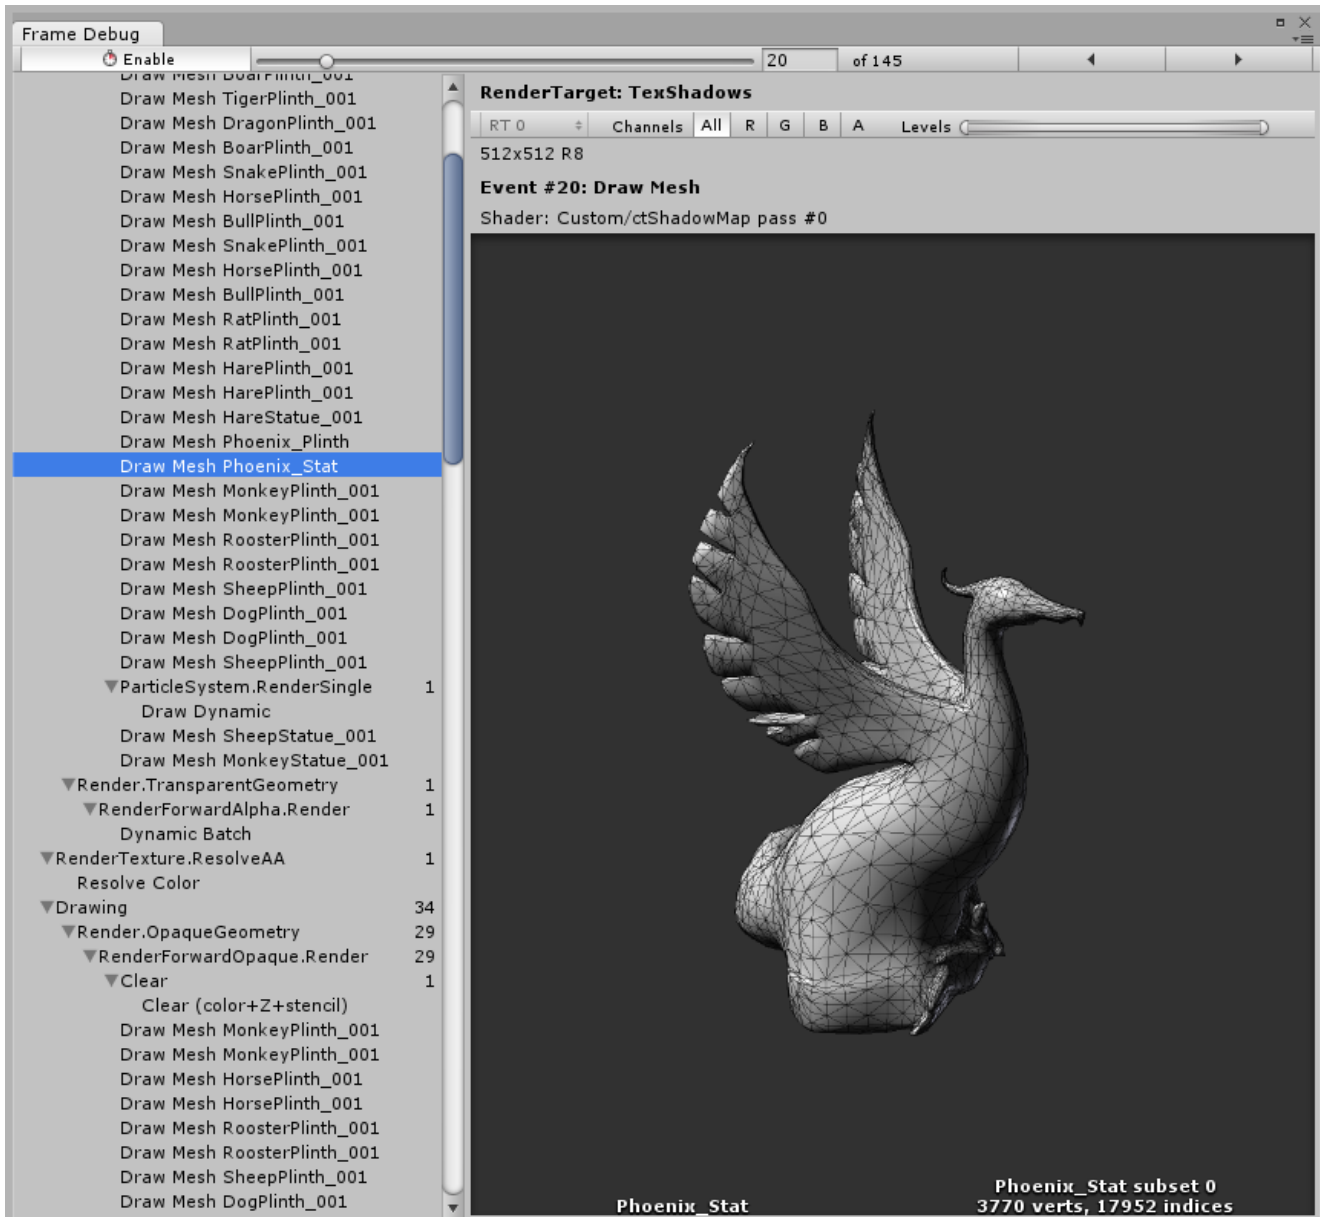 Frame Debug
Enable 20 of 145
Draw Mesh BoarPlinth_001
Draw Mesh TigerPlinth_001
Draw Mesh DragonPlinth_001
Draw Mesh BoarPlinth_001
Draw Mesh SnakePlinth_001
Draw Mesh HorsePlinth_001
Draw Mesh BullPlinth_001
Draw Mesh SnakePlinth_001
Draw Mesh HorsePlinth_001
Draw Mesh BullPlinth_001
Draw Mesh RatPlinth_001
Draw Mesh RatPlinth_001
Draw Mesh HarePlinth_001
Draw Mesh HarePlinth_001
Draw Mesh HareStatue_001
Draw Mesh Phoenix_Plinth
Draw Mesh Phoenix_Stat
Draw Mesh MonkeyPlinth_001
Draw Mesh MonkeyPlinth_001
Draw Mesh RoosterPlinth_001
Draw Mesh RoosterPlinth_001
Draw Mesh SheepPlinth_001
Draw Mesh DogPlinth_001
Draw Mesh DogPlinth_001
Draw Mesh SheepPlinth_001
ParticleSystem.RenderSingle 1
Draw Dynamic
Draw Mesh SheepStatue_001
Draw Mesh MonkeyStatue_001
Render.TransparentGeometry 1
RenderForwardAlpha.Render 1
Dynamic Batch
RenderTexture.ResolveAA 1
Resolve Color
Drawing 34
Render.OpaqueGeometry 29
RenderForwardOpaque.Render 29
Clear 1
Clear (color+Z+stencil)
Draw Mesh MonkeyPlinth_001
Draw Mesh MonkeyPlinth_001
Draw Mesh HorsePlinth_001
Draw Mesh HorsePlinth_001
Draw Mesh RoosterPlinth_001
Draw Mesh RoosterPlinth_001
Draw Mesh SheepPlinth_001
Draw Mesh DogPlinth_001
RenderTarget: TexShadows
RT 0 Channels All R G B A Levels
512x512 R8
Event #20: Draw Mesh
Shader: Custom/ctShadowMap pass #0
Phoenix_Stat
Phoenix_Stat subset 0
3770 verts, 17952 indices